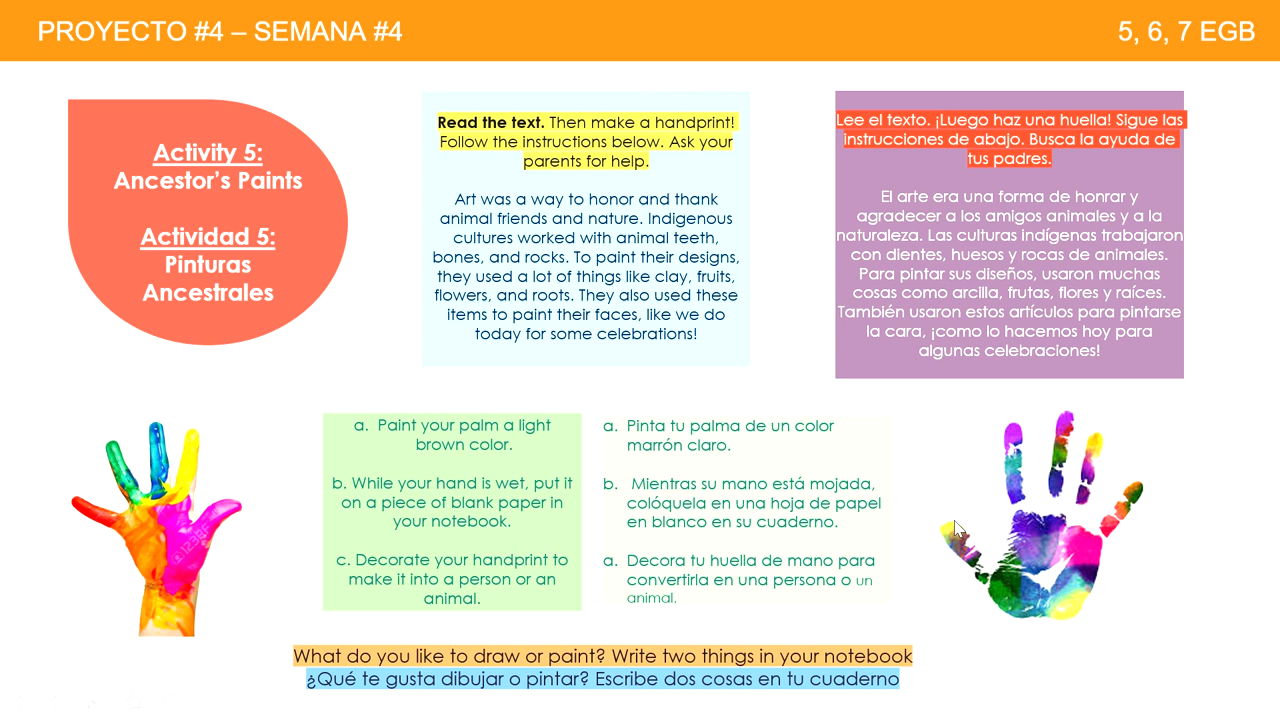 PROYECTO #4 – SEMANA #4
5, 6, 7 EGB
Activity 5:
Ancestor's Paints
Actividad 5:
Pinturas
Ancestrales
Read the text. Then make a handprint!
Follow the instructions below. Ask your
parents for help.
Art was a way to honor and thank
animal friends and nature. Indigenous
cultures worked with animal teeth,
bones, and rocks. To paint their designs,
they used a lot of things like clay, fruits,
flowers, and roots. They also used these
items to paint their faces, like we do
today for some celebrations!
Lee el texto. ¡Luego haz una huella! Sigue las
instrucciones de abajo. Busca la ayuda de
tus padres.
El arte era una forma de honrar y
agradecer a los amigos animales y a la
naturaleza. Las culturas indígenas trabajaron
con dientes, huesos y rocas de animales.
Para pintar sus diseños, usaron muchas
cosas como arcilla, frutas, flores y raíces.
También usaron estos artículos para pintarse
la cara, ¡como lo hacemos hoy para
algunas celebraciones!
a. Paint your palm a light
brown color.
b. While your hand is wet, put it
on a piece of blank paper in
your notebook.
c. Decorate your handprint to
make it into a person or an
animal.
a. Pinta tu palma de un color
marrón claro.
b. Mientras su mano está mojada,
colóquela en una hoja de papel
en blanco en su cuaderno.
a. Decora tu huella de mano para
convertirla en una persona o un
animal.
What do you like to draw or paint? Write two things in your notebook
¿Qué te gusta dibujar o pintar? Escribe dos cosas en tu cuaderno